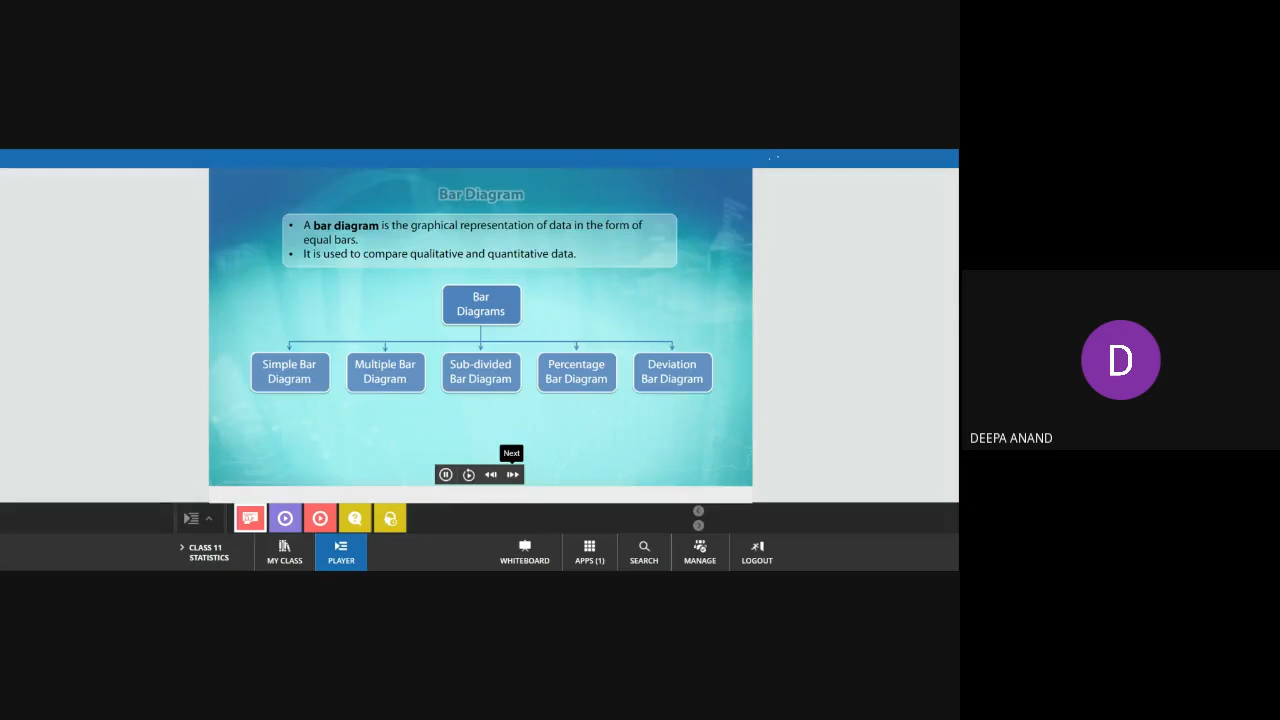 Bar Diagram
• A bar diagram is the graphical representation of data in the form of
equal bars.
• It is used to compare qualitative and quantitative data.
Bar
Diagrams
Simple Bar
Diagram
Multiple Bar
Diagram
Sub-divided
Bar Diagram
Percentage
Bar Diagram
Deviation
Bar Diagram
Next
D
DEEPA ANAND
CLASS 11
STATISTICS
MY CLASS
PLAYER
WHITEBOARD
APPS (1)
SEARCH
MANAGE
LOGOUT